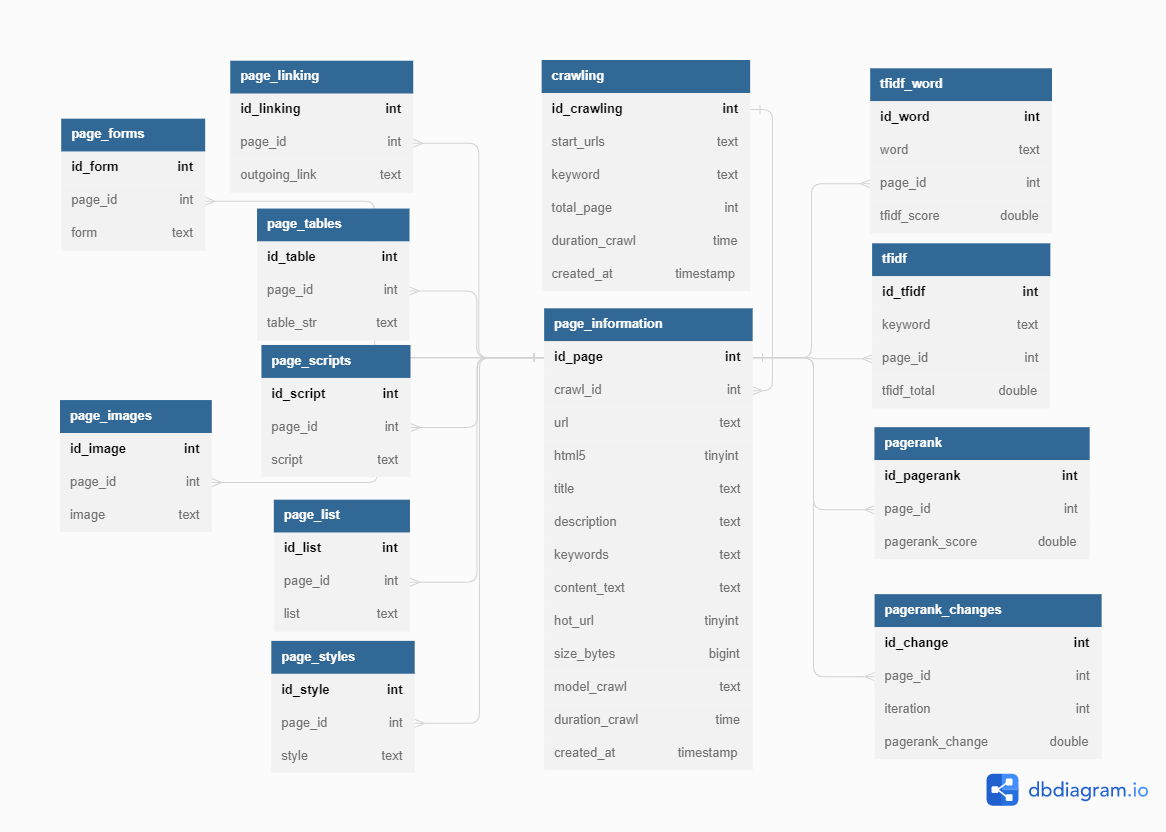 page_linking
id_linking int
page_id int
outgoing_link text
page_forms
id_form int
page_id int
form text
page_tables
id_table int
page_id int
table_str text
page_scripts
id_script int
page_id int
script text
page_images
id_image int
page_id int
image text
page_list
id_list int
page_id int
list text
page_styles
id_style int
page_id int
style text
crawling
id_crawling int
start_urls text
keyword text
total_page int
duration_crawl time
created_at timestamp
page_information
id_page int
crawl_id int
url text
html5 tinyint
title text
description text
keywords text
content_text text
hot_url tinyint
size_bytes bigint
model_crawl text
duration_crawl time
created_at timestamp
tfidf_word
id_word int
word text
page_id int
tfidf_score double
tfidf
id_tfidf int
keyword text
page_id int
tfidf_total double
pagerank
id_pagerank int
page_id int
pagerank_score double
pagerank_changes
id_change int
page_id int
iteration int
pagerank_change double
dbdiagram.io